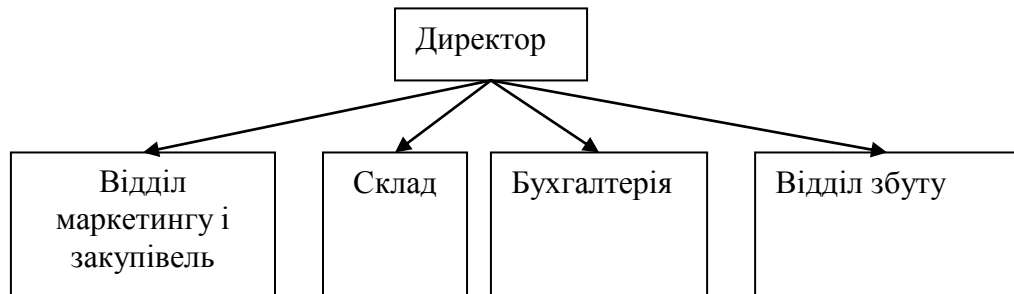 Директор
Відділ
маркетингу і
закупівель
Склад
Бухгалтерія
Відділ збуту